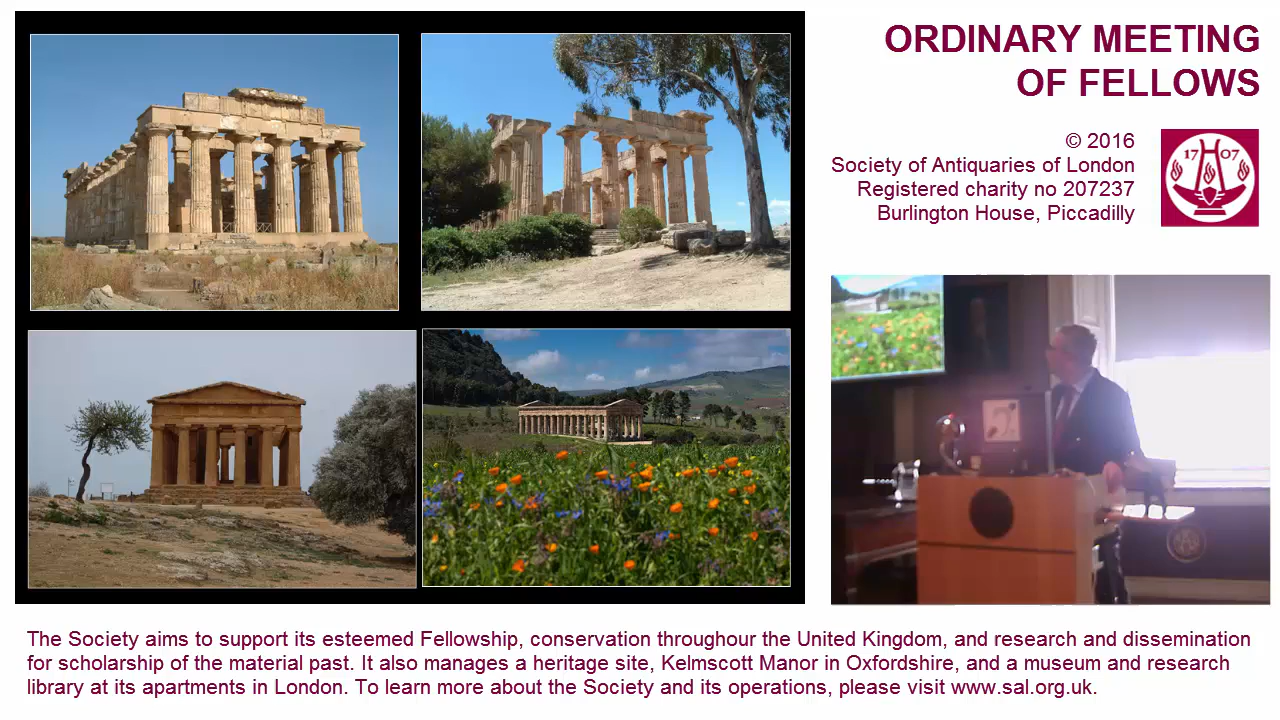 ORDINARY MEETING
OF FELLOWS
© 2016
Society of Antiquaries of London
Registered charity no 207237
Burlington House, Piccadilly
17 07
The Society aims to support its esteemed Fellowship, conservation throughour the United Kingdom, and research and dissemination
for scholarship of the material past. It also manages a heritage site, Kelmscott Manor in Oxfordshire, and a museum and research
library at its apartments in London. To learn more about the Society and its operations, please visit www.sal.org.uk.